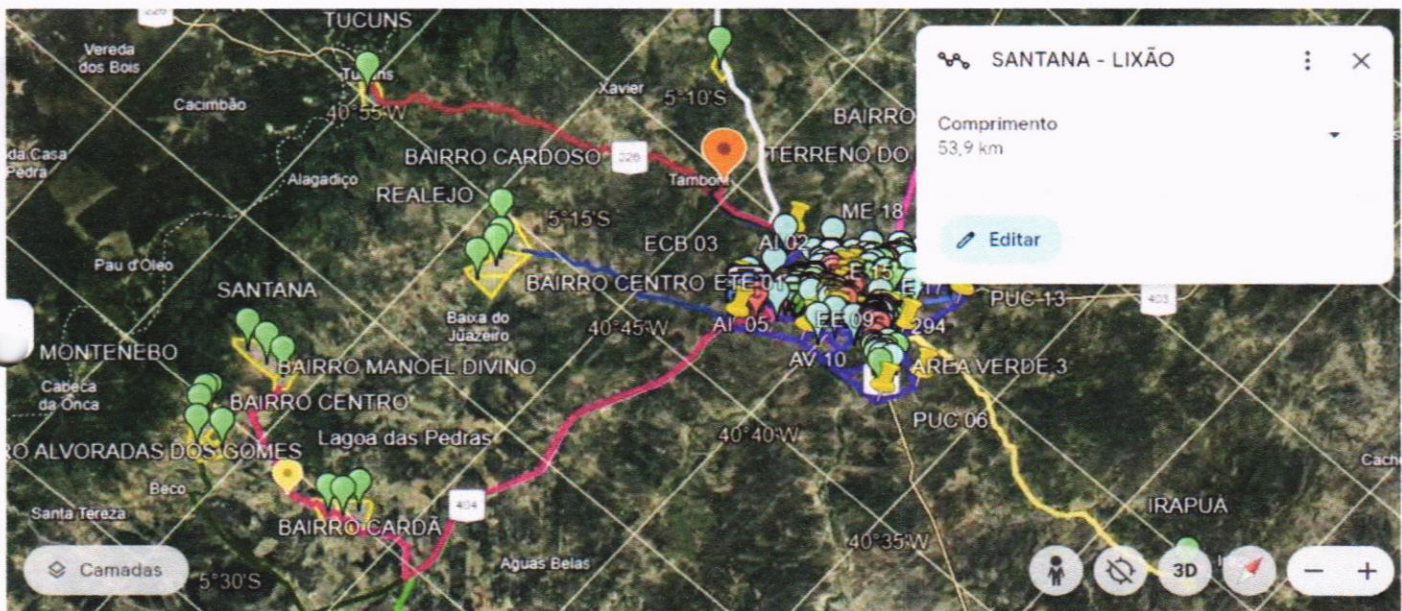 226
TUCUNS
Vereda
dos Bois
Tucuns
Cacimbão
40°55'W
Xavier
5°10'S
BAIRRO
da Casa
Pedra
BAIRRO CARDOSO
226
TERRENO DO
Alagadiço
Tamboril
REALEJO
5°15'S
ME 18
ECB 03
AI 02
Pau d'Óleo
BAIRRO CENTRO
ETE 01
E 15
E 17
SANTANA
PUC 13
403
Baixa do
Juazeiro
40°45'W
AI 05
EE 09
294
MONTENEBO
BAIRRO MANOEL DIVINO
AV 10
AREA VERDE 3
Cabeça
da Onça
BAIRRO CENTRO
PUC 06
Lagoa das Pedras
40°40'W
RO ALVORADAS DOS GOMES
Cach
Beco
Santa Tereza
404
IRAPUA
BAIRRO CARDÃ
40°35'W
Aguas Belas
5°30'S
Camadas
3D
SANTANA - LIXÃO
Comprimento
53,9 km
Editar